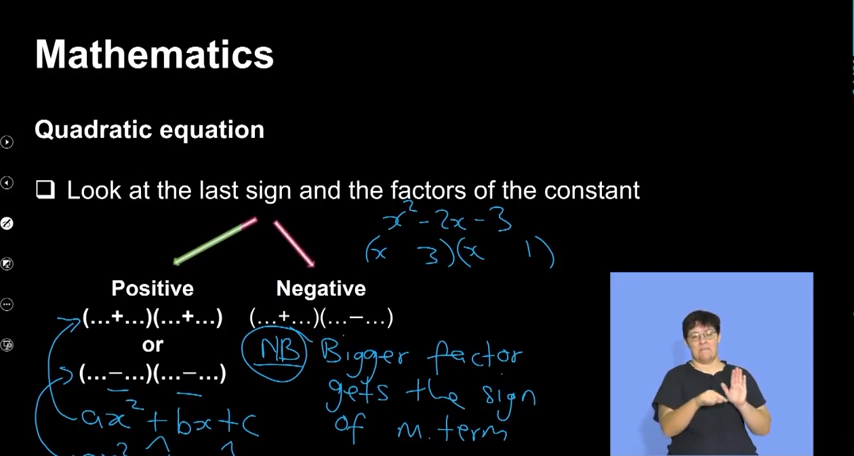 Mathematics
Quadratic equation
Look at the last sign and the factors of the constant
x² - 2x - 3
(x 3)(x 1)
Positive
Negative
(…+…)(…+…)
(…+…)(…−…)
or
(…−…)(…−…)
NB Bigger factor
gets the sign
of m. term
ax² + bx + c